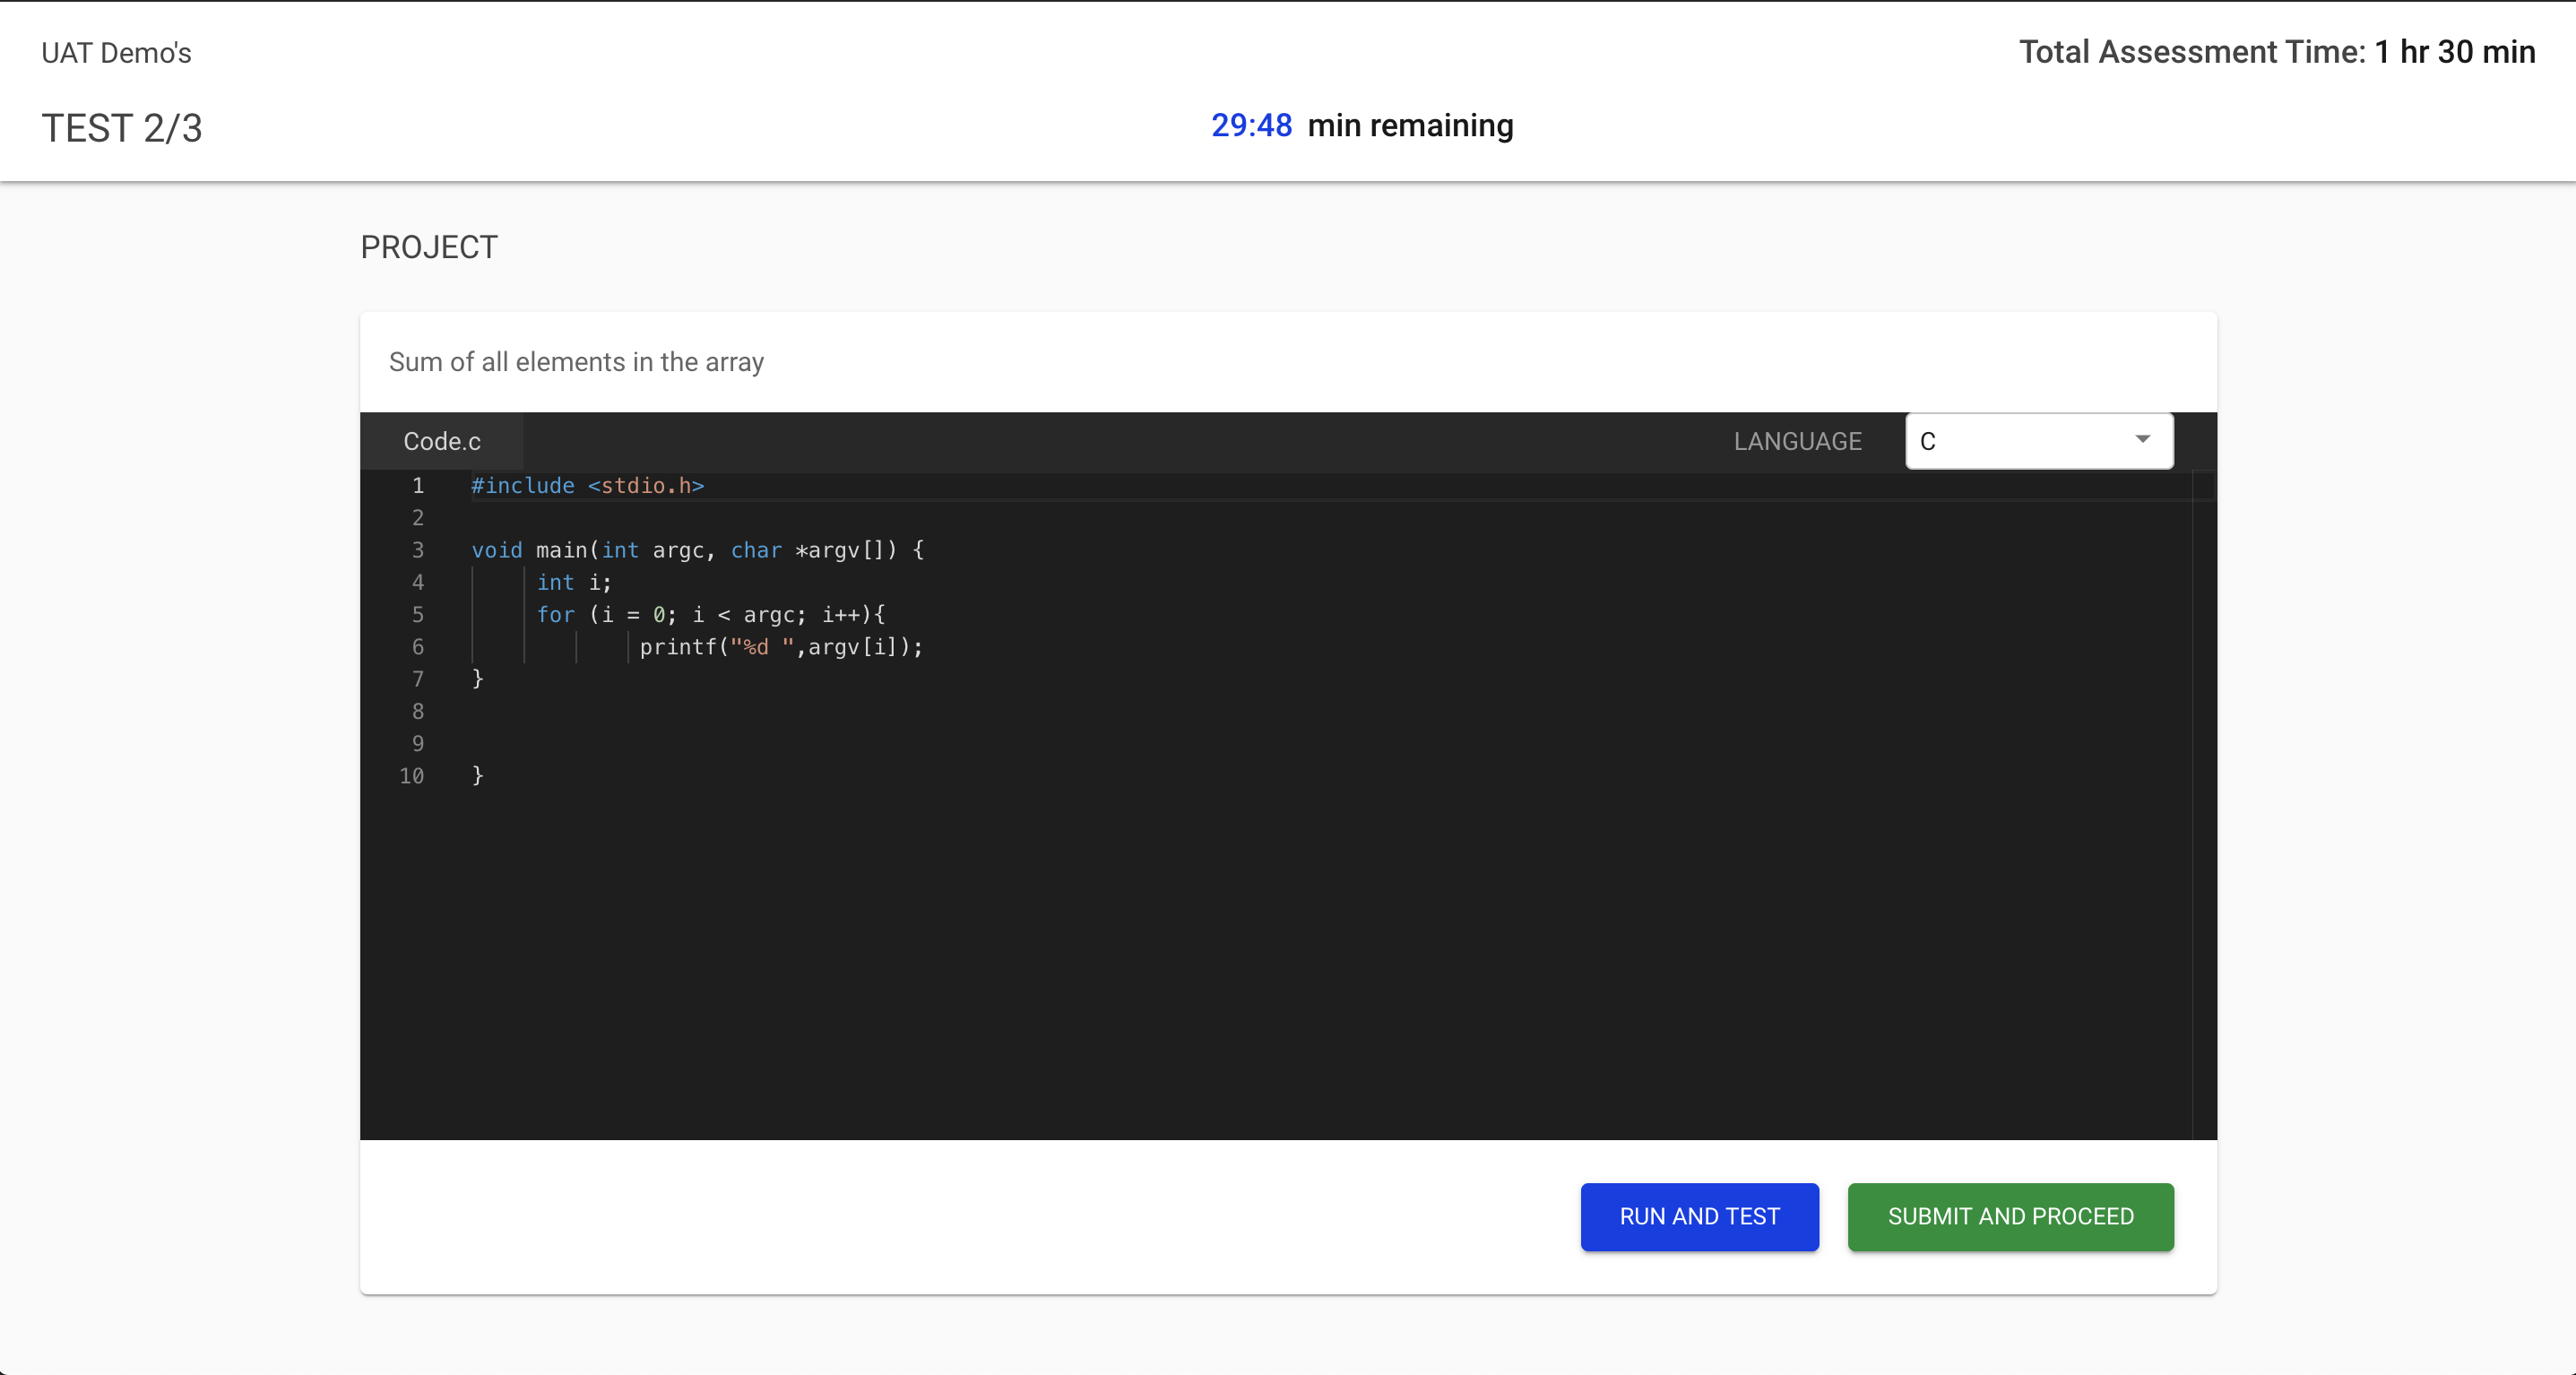 UAT Demo's
Total Assessment Time: 1 hr 30 min
TEST 2/3
29:48 min remaining
PROJECT
Sum of all elements in the array
Code.c
LANGUAGE
C
1 #include <stdio.h>
2
3 void main(int argc, char *argv[]) {
4 int i;
5 for (i = 0; i < argc; i++){
6 printf("%d ",argv[i]);
7 }
8
9
10 }
RUN AND TEST
SUBMIT AND PROCEED